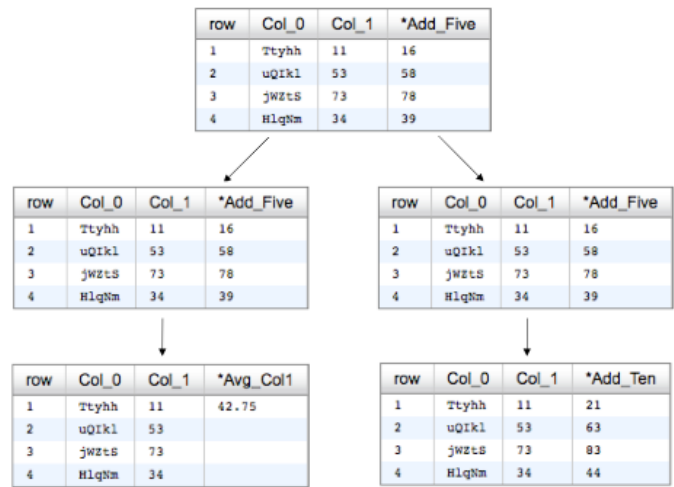 row Col_0 Col_1 *Add_Five
1 Ttyhh 11 16
2 uQIkl 53 58
3 jWZtS 73 78
4 HlqNm 34 39
row Col_0 Col_1 *Add_Five
1 Ttyhh 11 16
2 uQIkl 53 58
3 jWZtS 73 78
4 HlqNm 34 39
row Col_0 Col_1 *Add_Five
1 Ttyhh 11 16
2 uQIkl 53 58
3 jWZtS 73 78
4 HlqNm 34 39
row Col_0 Col_1 *Avg_Col1
1 Ttyhh 11 42.75
2 uQIkl 53
3 jWZtS 73
4 HlqNm 34
row Col_0 Col_1 *Add_Ten
1 Ttyhh 11 21
2 uQIkl 53 63
3 jWZtS 73 83
4 HlqNm 34 44